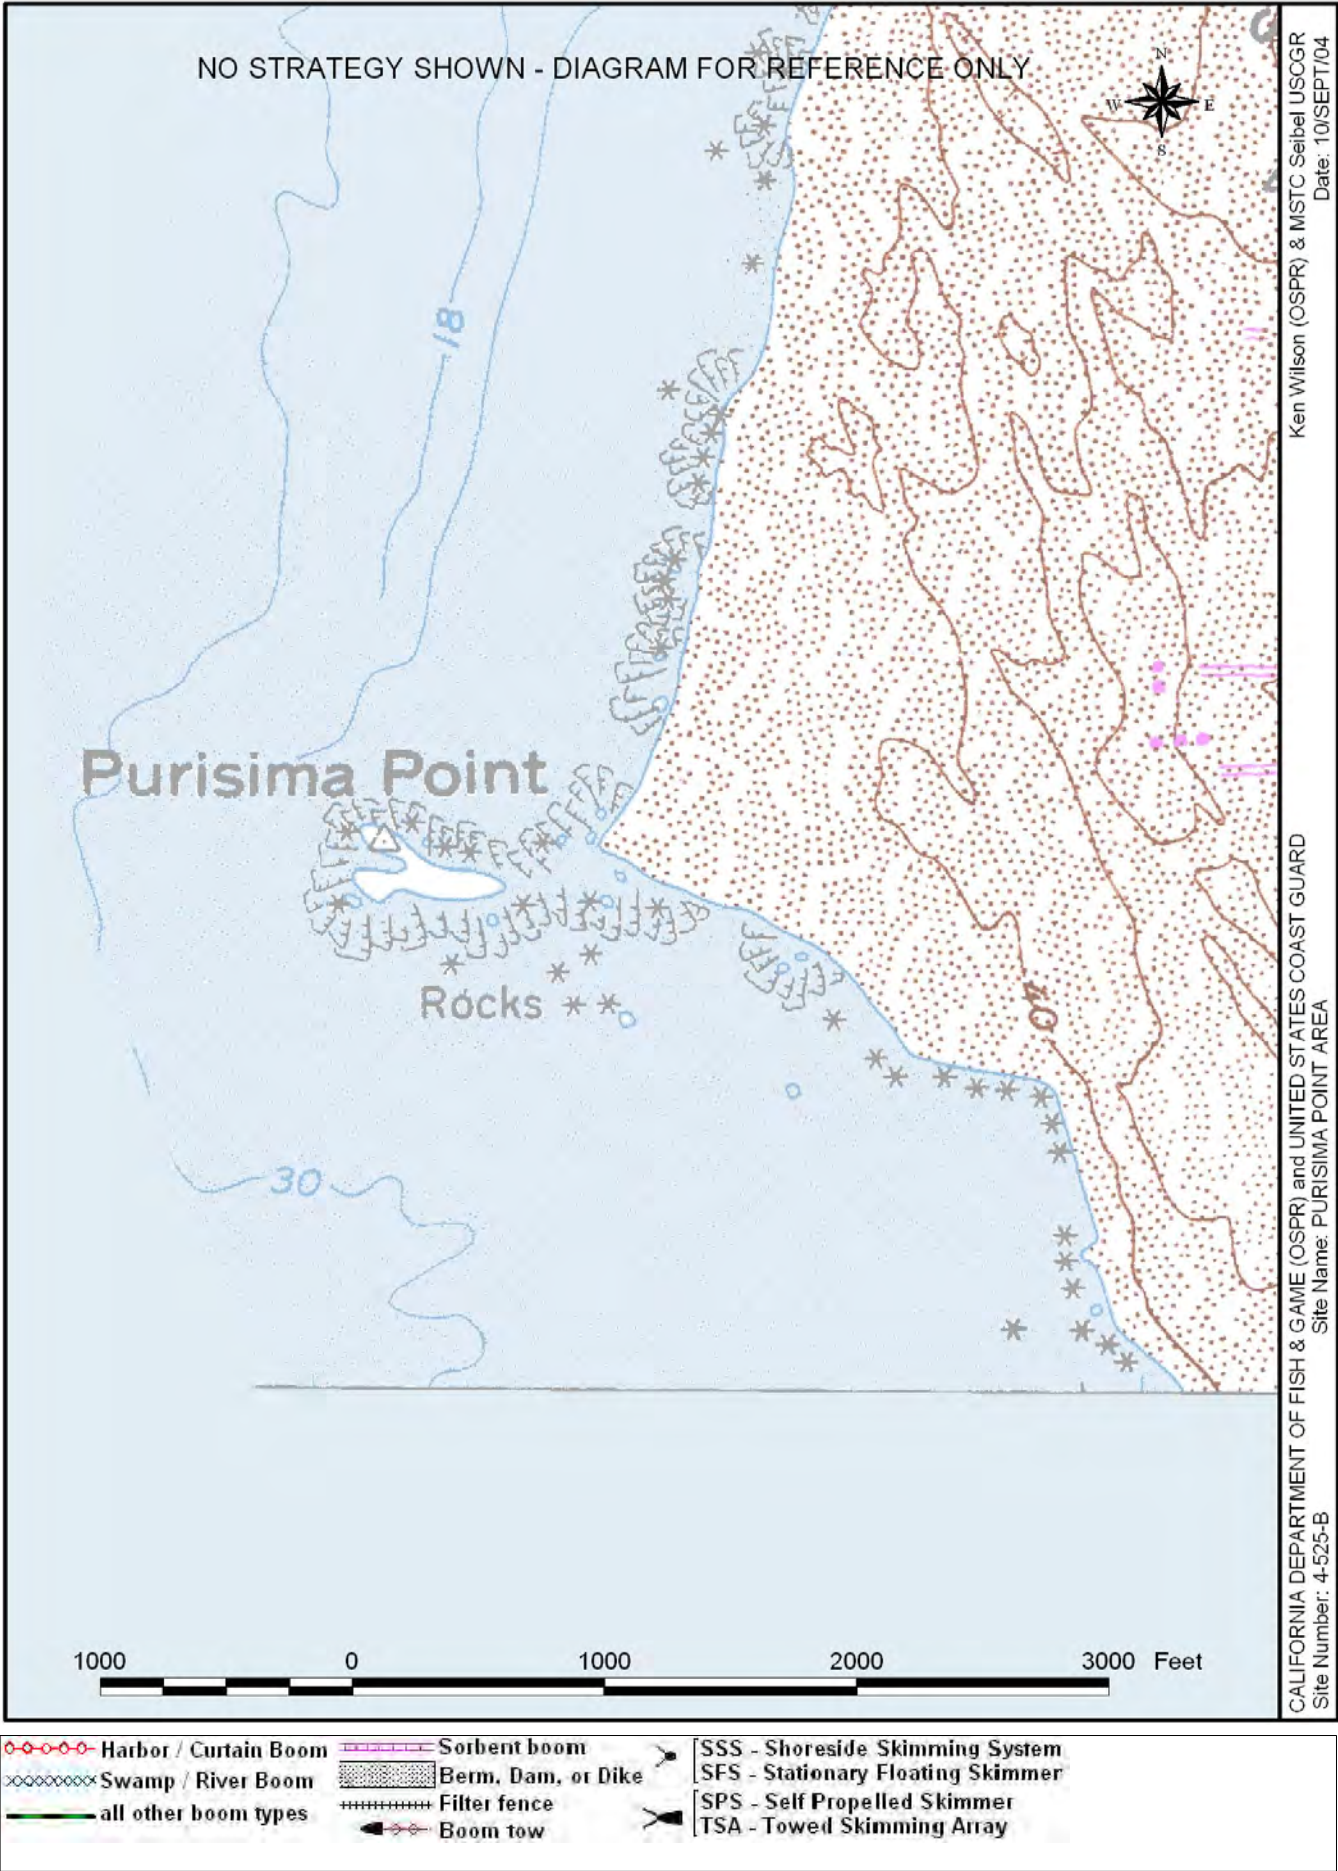 NO STRATEGY SHOWN - DIAGRAM FOR REFERENCE ONLY
N
W
E
S
18
Purisima Point
Rocks
40
30
1000 0 1000 2000 3000 Feet
Ken Wilson (OSPR) & MSTC Seibel USCGR
Date: 10/SEPT/04
CALIFORNIA DEPARTMENT OF FISH & GAME (OSPR) and UNITED STATES COAST GUARD
Site Number: 4-525-B Site Name: PURISIMA POINT AREA
Harbor / Curtain Boom
Swamp / River Boom
all other boom types
Sorbent boom
Berm, Dam, or Dike
Filter fence
Boom tow
SSS - Shoreside Skimming System
SFS - Stationary Floating Skimmer
SPS - Self Propelled Skimmer
TSA - Towed Skimming Array